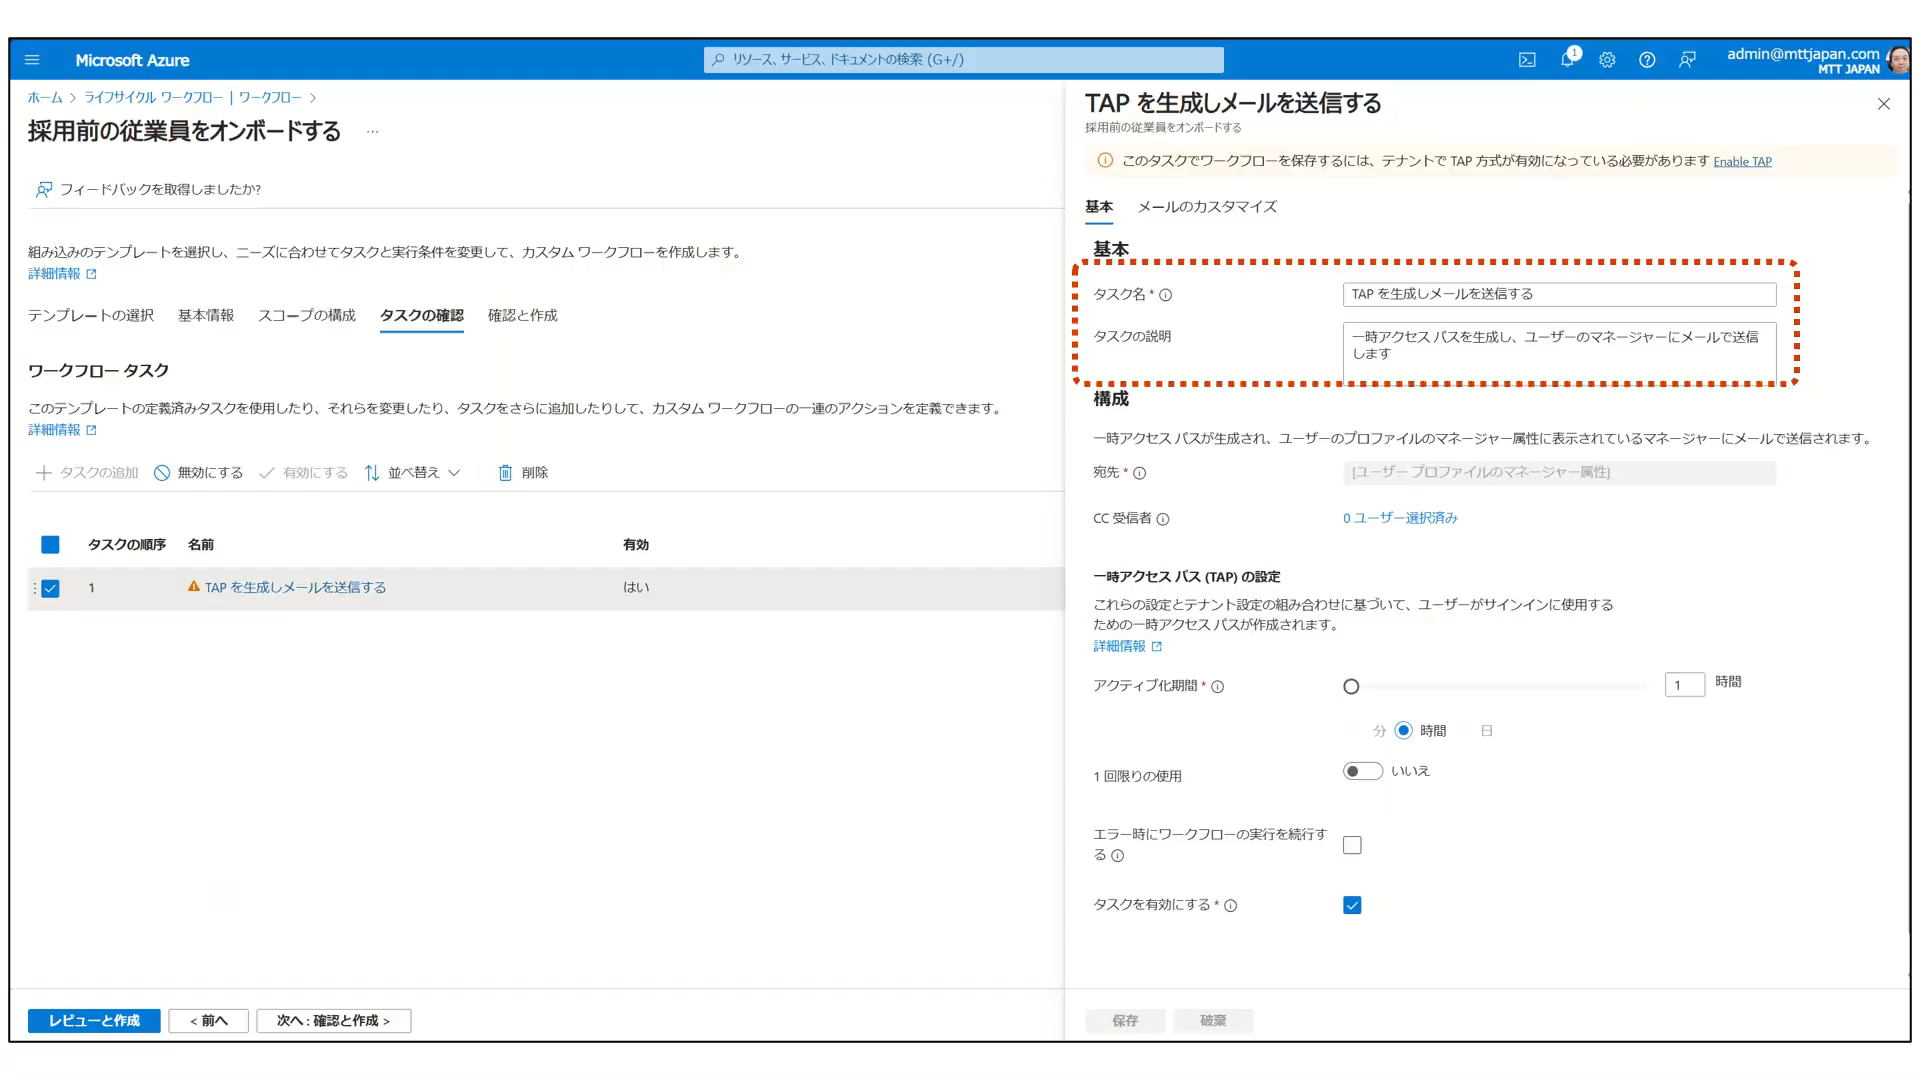 Microsoft Azure
リソース、サービス、ドキュメントの検索 (G+/)
1
admin@mttjapan.com
MTT JAPAN
ホーム > ライフサイクル ワークフロー | ワークフロー >
採用前の従業員をオンボードする ...
フィードバックを取得しましたか?
組み込みのテンプレートを選択し、ニーズに合わせてタスクと実行条件を変更して、カスタム ワークフローを作成します。
詳細情報
テンプレートの選択 基本情報 スコープの構成 タスクの確認 確認と作成
ワークフロー タスク
このテンプレートの定義済みタスクを使用したり、それらを変更したり、タスクをさらに追加したりして、カスタム ワークフローの一連のアクションを定義できます。
詳細情報
タスクの追加 無効にする 有効にする 並べ替え 削除
タスクの順序 名前 有効
1 TAP を生成しメールを送信する はい
レビューと作成 < 前へ 次へ : 確認と作成 >
TAP を生成しメールを送信する
採用前の従業員をオンボードする
このタスクでワークフローを保存するには、テナントで TAP 方式が有効になっている必要があります Enable TAP
基本 メールのカスタマイズ
基本
タスク名 * TAP を生成しメールを送信する
タスクの説明 一時アクセス パスを生成し、ユーザーのマネージャーにメールで送信
します
構成
一時アクセス パスが生成され、ユーザーのプロファイルのマネージャー属性に表示されているマネージャーにメールで送信されます。
宛先 * [ユーザー プロファイルのマネージャー属性]
CC 受信者 0 ユーザー選択済み
一時アクセス パス (TAP) の設定
これらの設定とテナント設定の組み合わせに基づいて、ユーザーがサインインに使用する
ための一時アクセス パスが作成されます。
詳細情報
アクティブ化期間 * 1 時間
分 時間 日
1 回限りの使用 いいえ
エラー時にワークフローの実行を続行す
る
タスクを有効にする *
保存 破棄